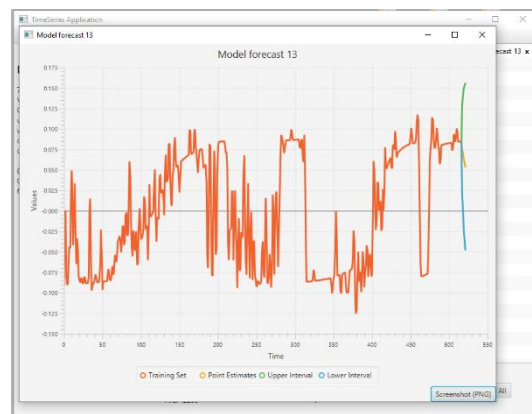 TimeSeries Application
Model forecast 13
ecast 13 x
Model forecast 13
0.175
0.150
0.125
0.100
0.075
0.050
0.025
-0.000
-0.025
-0.050
-0.075
-0.100
-0.125
-0.150
Values
0 50 100 150 200 250 300 350 400 450 500 550
Time
Training Set Point Estimates Upper Interval Lower Interval
Screenshot (PNG)
All